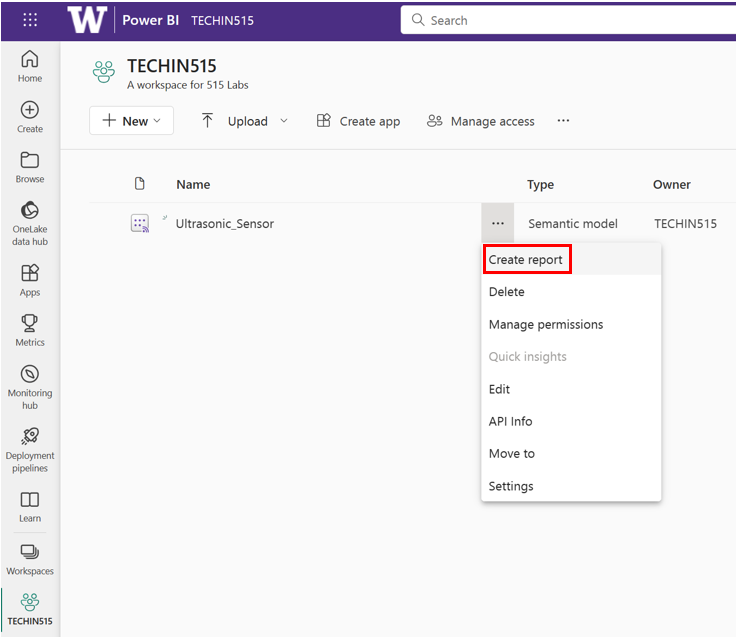 W
Power BI TECHIN515
Search
Home
Create
Browse
OneLake
data hub
Apps
Metrics
Monitoring
hub
Deployment
pipelines
Learn
Workspaces
TECHIN515
TECHIN515
A workspace for 515 Labs
New
Upload
Create app
Manage access
...
Name
Type
Owner
Ultrasonic_Sensor
...
Semantic model
TECHIN515
Create report
Delete
Manage permissions
Quick insights
Edit
API Info
Move to
Settings